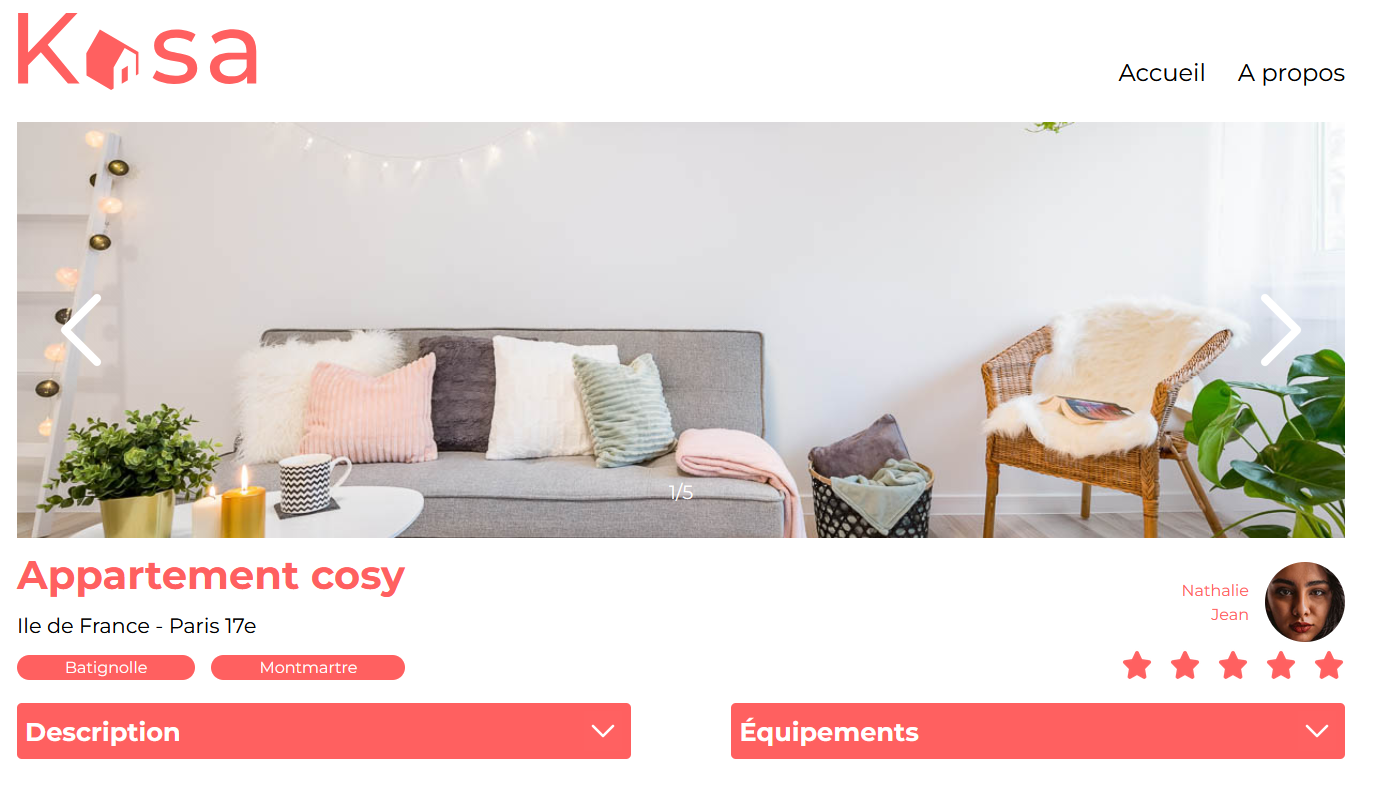 Kasa
Accueil A propos
1/5
Appartement cosy
Nathalie
Jean
Ile de France - Paris 17e
Batignolle Montmartre
Description Équipements